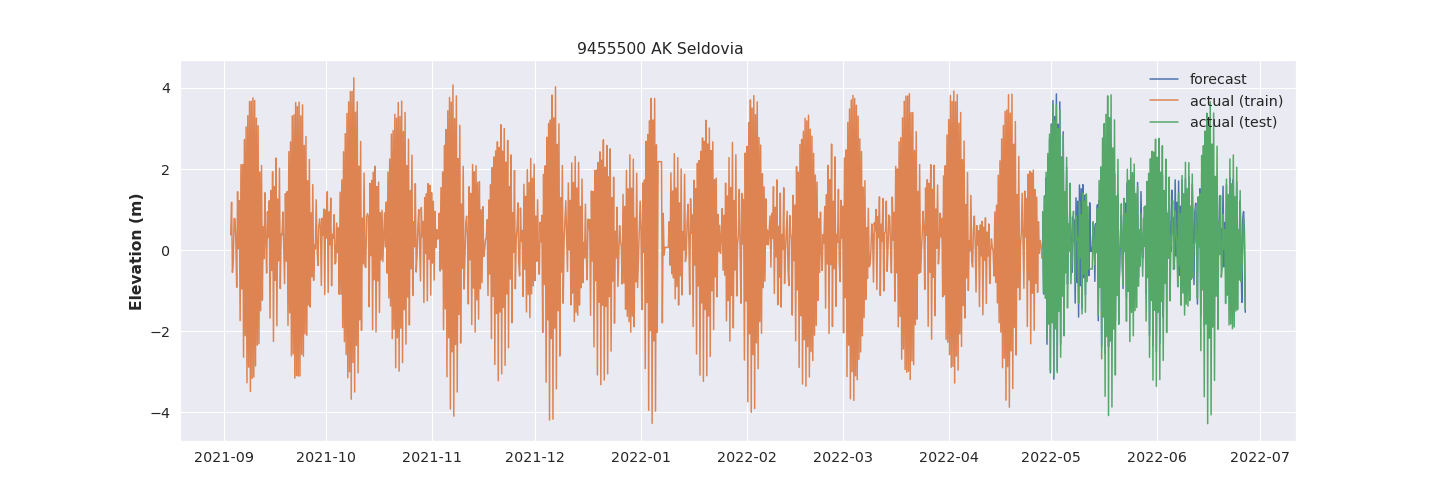 9455500 AK Seldovia
forecast
actual (train)
actual (test)
Elevation (m)
4
2
0
−2
−4
2021-09 2021-10 2021-11 2021-12 2022-01 2022-02 2022-03 2022-04 2022-05 2022-06 2022-07